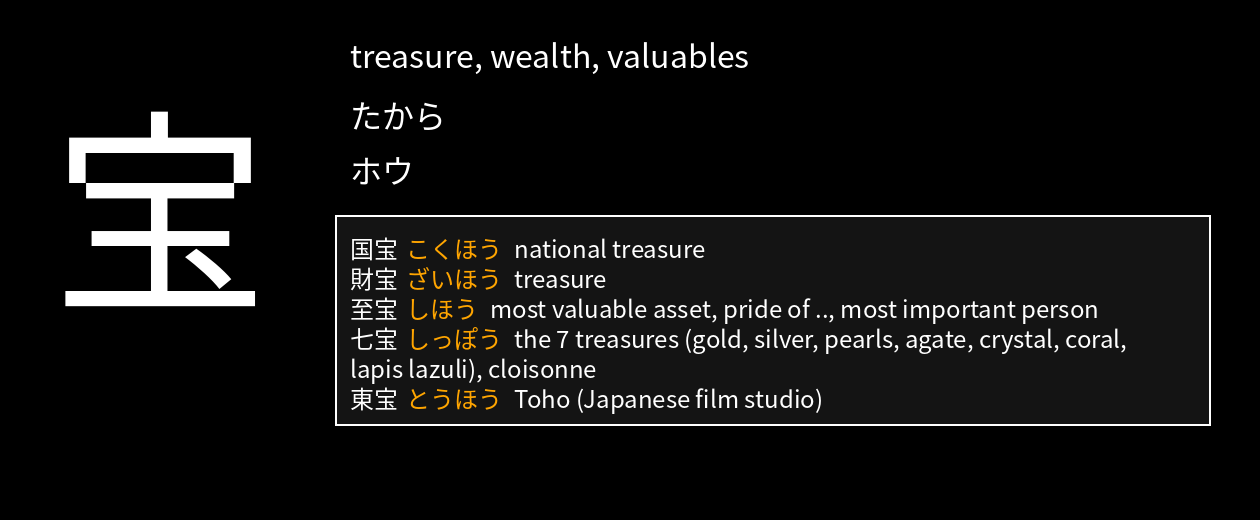 宝
treasure, wealth, valuables
たから
ホウ
国宝 こくほう national treasure
財宝 ざいほう treasure
至宝 しほう most valuable asset, pride of .., most important person
七宝 しっぽう the 7 treasures (gold, silver, pearls, agate, crystal, coral,
lapis lazuli), cloisonne
東宝 とうほう Toho (Japanese film studio)